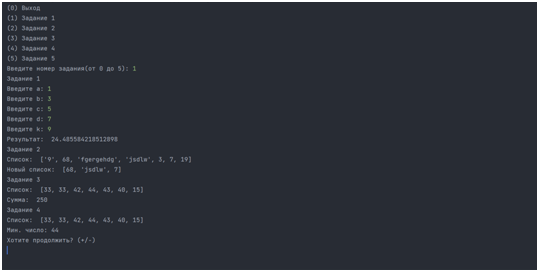 (0) Выход
(1) Задание 1
(2) Задание 2
(3) Задание 3
(4) Задание 4
(5) Задание 5
Введите номер задания(от 0 до 5): 1
Задание 1
Введите a: 1
Введите b: 3
Введите c: 5
Введите d: 7
Введите k: 9
Результат:  24.485584218512898
Задание 2
Список:  ['9', 68, 'fgergehdg', 'jsdlw', 3, 7, 19]
Новый список:  [68, 'jsdlw', 7]
Задание 3
Список:  [33, 33, 42, 44, 43, 40, 15]
Сумма:  250
Задание 4
Список:  [33, 33, 42, 44, 43, 40, 15]
Мин. число: 44
Хотите продолжить? (+/-)